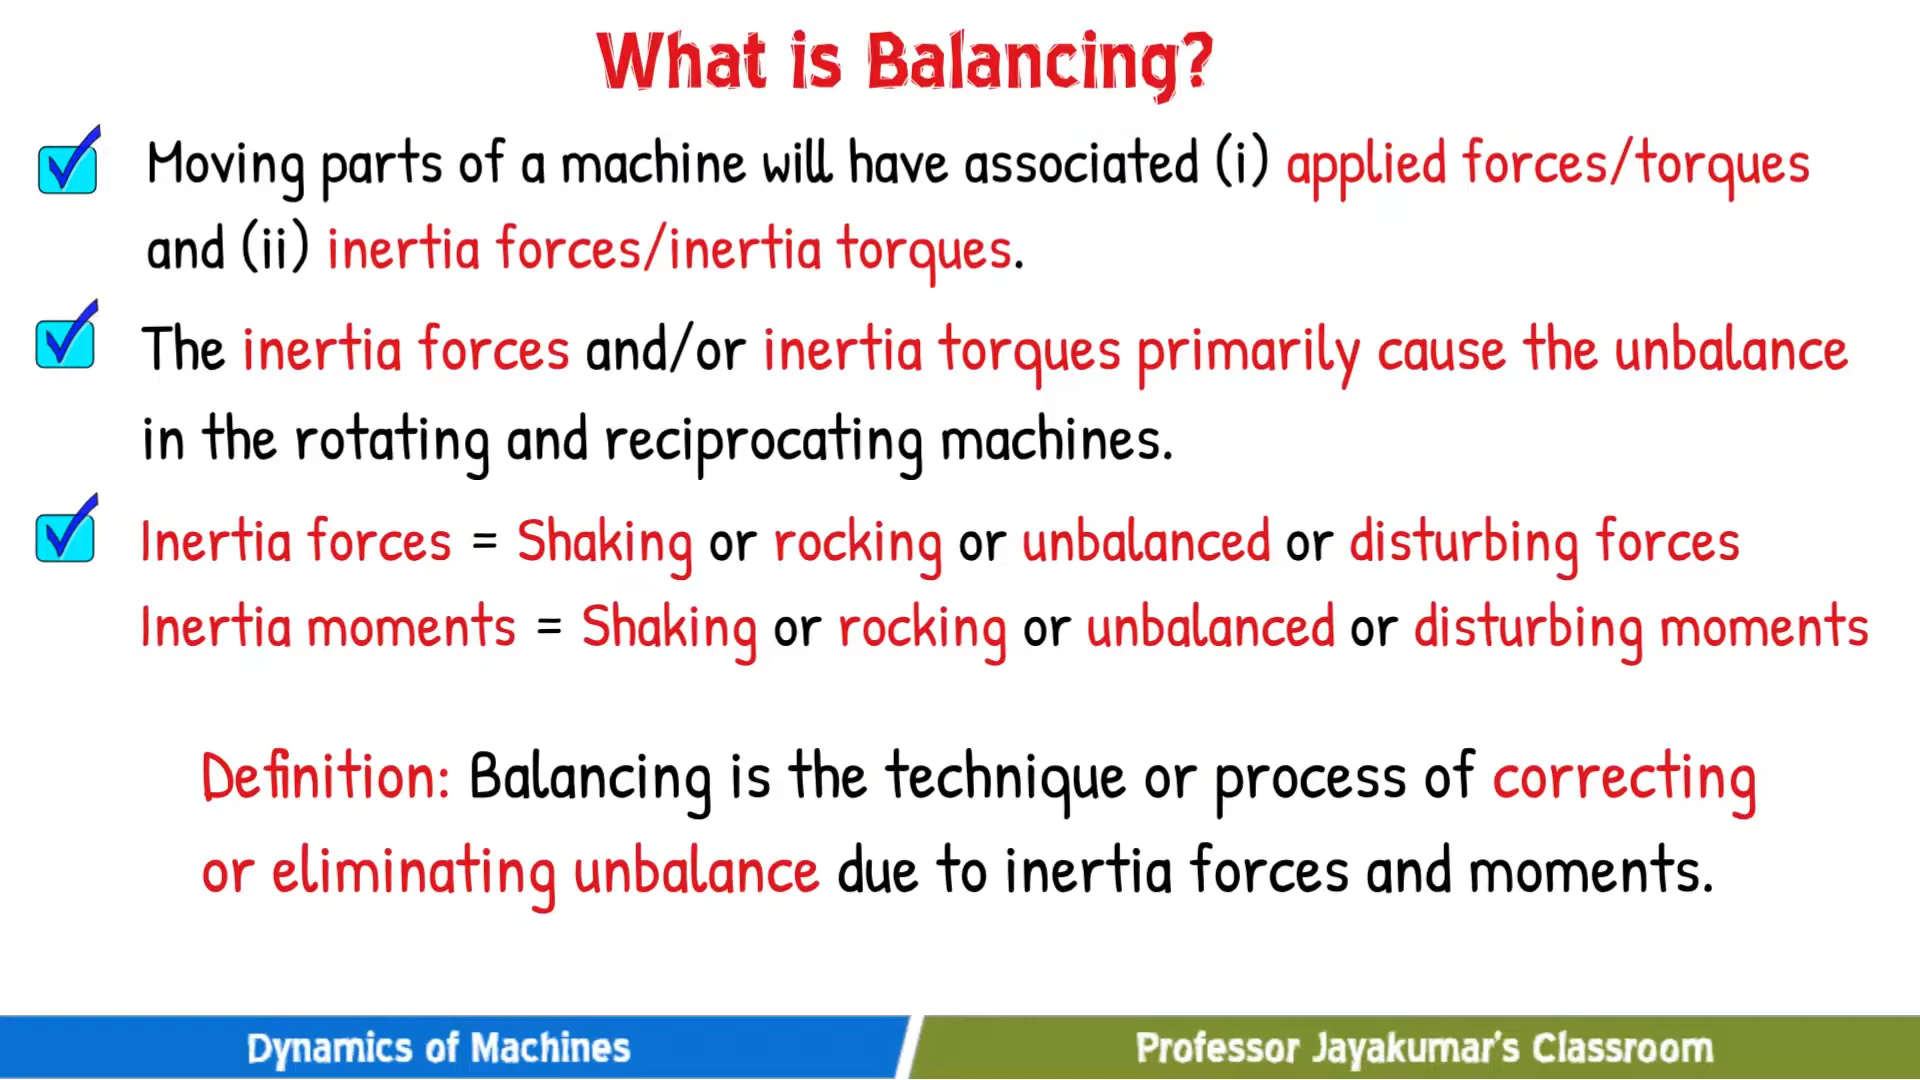 What is Balancing?
Moving parts of a machine will have associated (i) applied forces/torques
and (ii) inertia forces/inertia torques.
The inertia forces and/or inertia torques primarily cause the unbalance
in the rotating and reciprocating machines.
Inertia forces = Shaking or rocking or unbalanced or disturbing forces
Inertia moments = Shaking or rocking or unbalanced or disturbing moments
Definition: Balancing is the technique or process of correcting
or eliminating unbalance due to inertia forces and moments.
Dynamics of Machines
Professor Jayakumar's Classroom